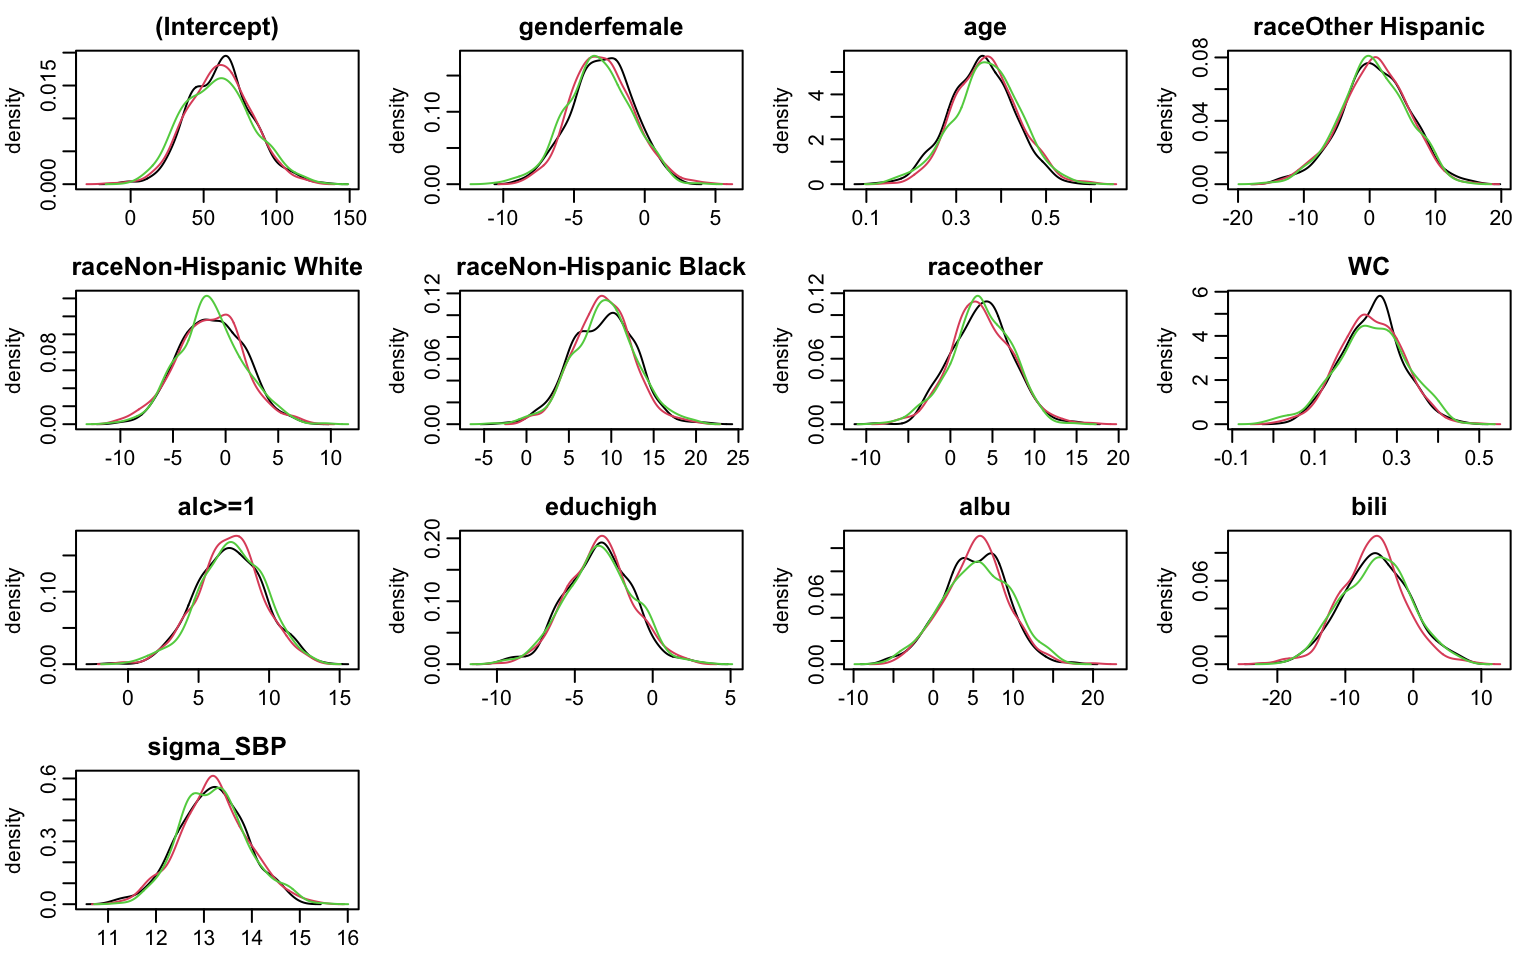 (Intercept) genderfemale age raceOther Hispanic
density 0.000 0.015 density 0.00 0.10 density 0 2 4 density 0.00 0.04 0.08
0 50 100 150 -10 -5 0 5 0.1 0.3 0.5 -20 -10 0 10 20
raceNon-Hispanic White raceNon-Hispanic Black raceother WC
density 0.00 0.08 density 0.00 0.06 0.12 density 0.00 0.06 0.12 density 0 2 4 6
-10 -5 0 5 10 -5 0 5 10 15 20 25 -10 0 5 10 15 20 -0.1 0.1 0.3 0.5
alc>=1 educhigh albu bili
density 0.00 0.10 density 0.00 0.10 0.20 density 0.00 0.06 density 0.00 0.06
0 5 10 15 -10 -5 0 5 -10 0 5 10 20 -20 -10 0 10
sigma_SBP
density 0.0 0.3 0.6
11 12 13 14 15 16